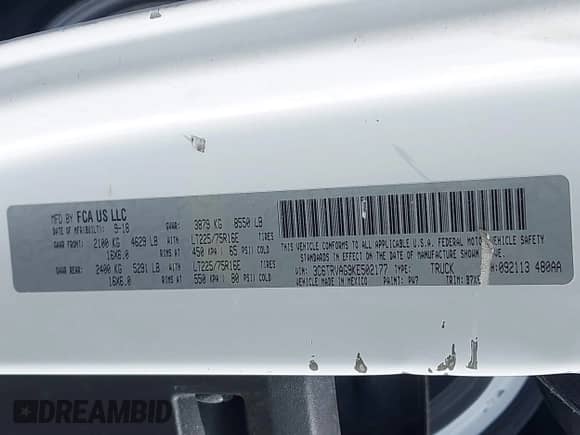 MFD BY FCA US LLC
DATE OF MFR(BUILT): 9-18 GVWR: 3879 KG 8550 LB
GAWR FRONT: 2100 KG 4629 LB LT225/75R16E TIRES
16X6.0 RIMS AT 450 KPA 65 PSI COLD
GAWR REAR: 2400 KG 5291 LB LT225/75R16E TIRES
16X6.0 RIMS AT 550 KPA 80 PSI COLD
THIS VEHICLE CONFORMS TO ALL APPLICABLE U.S.A. FEDERAL MOTOR VEHICLE SAFETY
STANDARDS IN EFFECT ON THE DATE OF MANUFACTURE SHOWN ABOVE.
VIN: 3C6TRVAG9KE502177 TYPE: TRUCK 092113 480AA
VEHICLE MADE IN MEXICO PAINT: PW7 TRIM:
DREAMBID